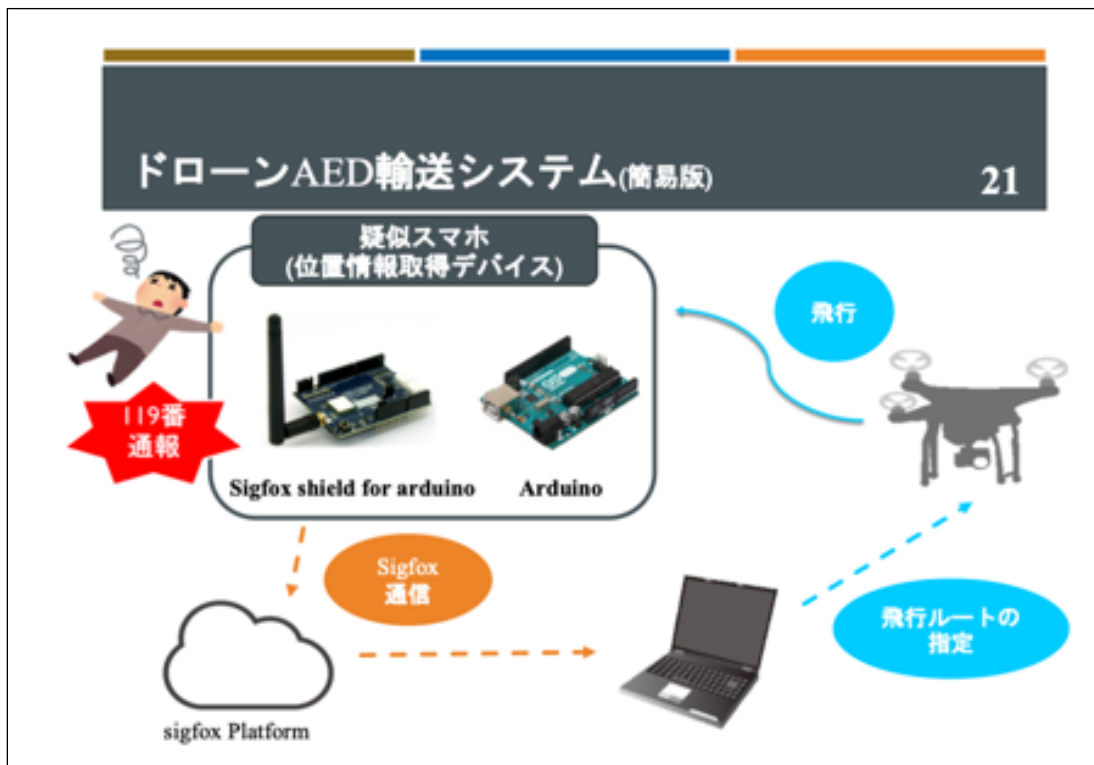 ドローンAED輸送システム(簡易版)
21
疑似スマホ
(位置情報取得デバイス)
飛行
119番
通報
Sigfox shield for arduino
Arduino
Sigfox
通信
飛行ルートの
指定
sigfox Platform